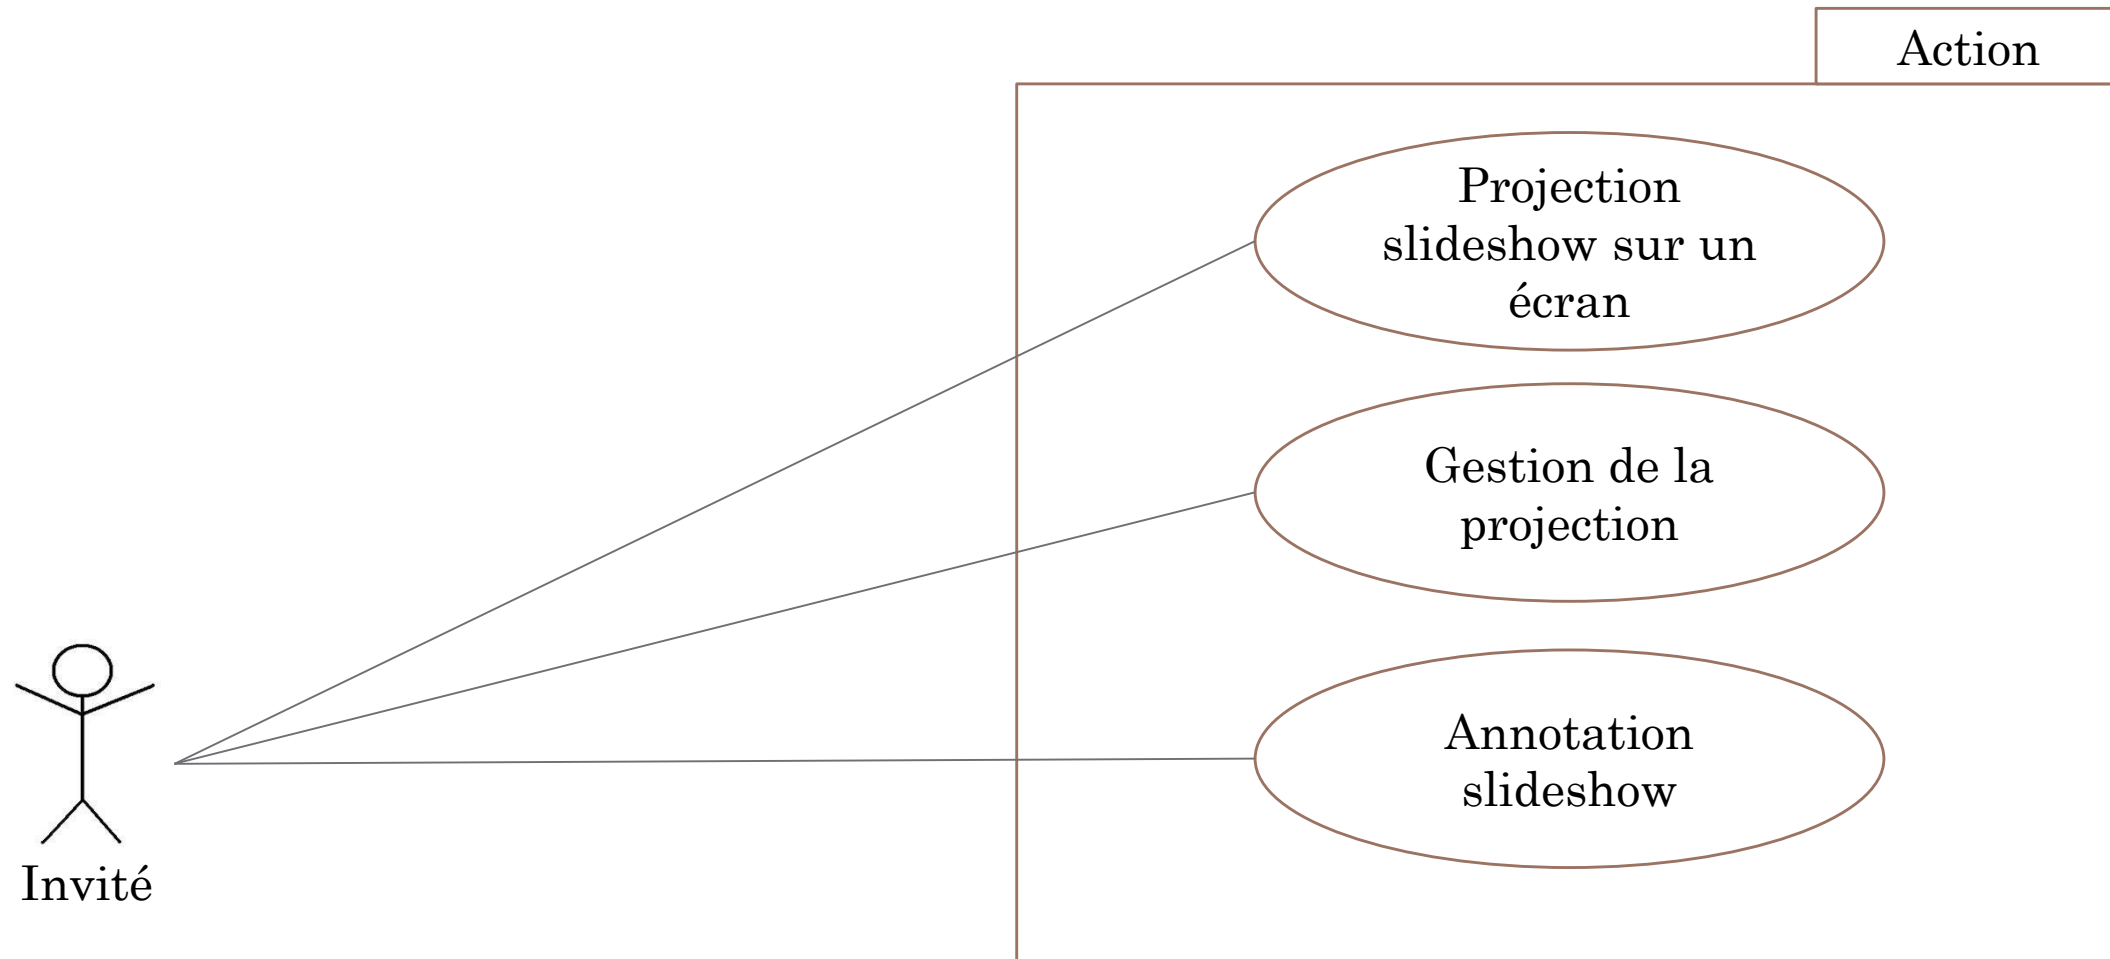 Action
Projection
slideshow sur un
écran
Gestion de la
projection
Annotation
slideshow
Invité